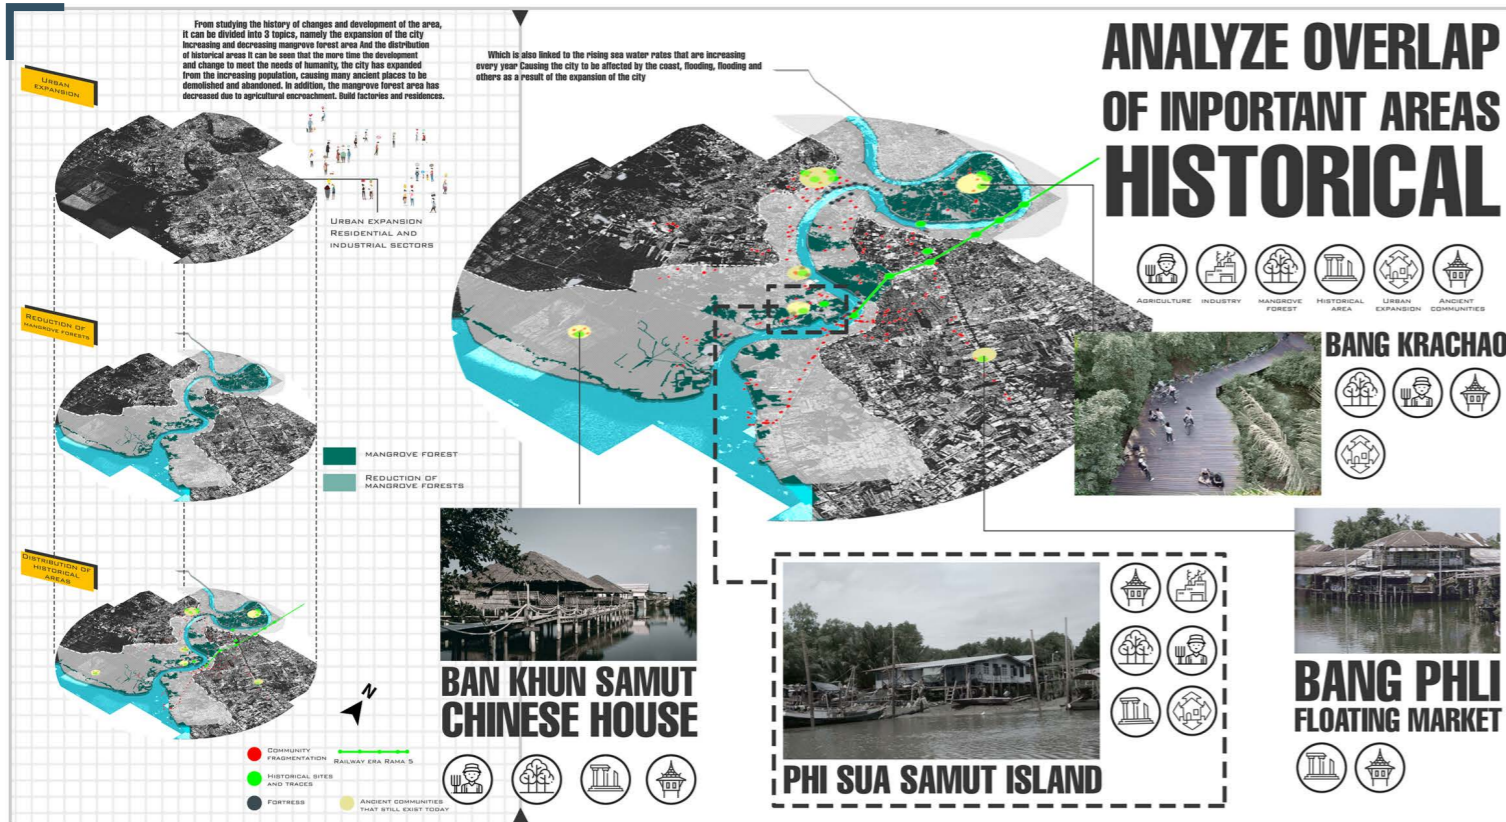 From studying the history of changes and development of the area,
it can be divided into 3 topics, namely the expansion of the city
Increasing and decreasing mangrove forest area And the distribution
of historical areas It can be seen that the more time the development
and change to meet the needs of humanity, the city has expanded
from the increasing population, causing many ancient places to be
demolished and abandoned. In addition, the mangrove forest area has
decreased due to agricultural encroachment. Build factories and residences.
Which is also linked to the rising sea water rates that are increasing
every year Causing the city to be affected by the coast, flooding, flooding and
others as a result of the expansion of the city
ANALYZE OVERLAP
OF INPORTANT AREAS
HISTORICAL
AGRICULTURE
INDUSTRY
MANGROVE
FOREST
HISTORICAL
AREA
URBAN
EXPANSION
ANCIENT
COMMUNITIES
URBAN
EXPANSION
URBAN EXPANSION
RESIDENTIAL AND
INDUSTRIAL SECTORS
REDUCTION OF
MANGROVE FORESTS
MANGROVE FOREST
REDUCTION OF
MANGROVE FORESTS
DISTRIBUTION OF
HISTORICAL
AREAS
N
COMMUNITY
FRAGMENTATION
RAILWAY ERA RAMA 5
HISTORICAL SITES
AND TRACES
FORTRESS
ANCIENT COMMUNITIES
THAT STILL EXIST TODAY
BAN KHUN SAMUT
CHINESE HOUSE
PHI SUA SAMUT ISLAND
BANG KRACHAO
BANG PHLI
FLOATING MARKET